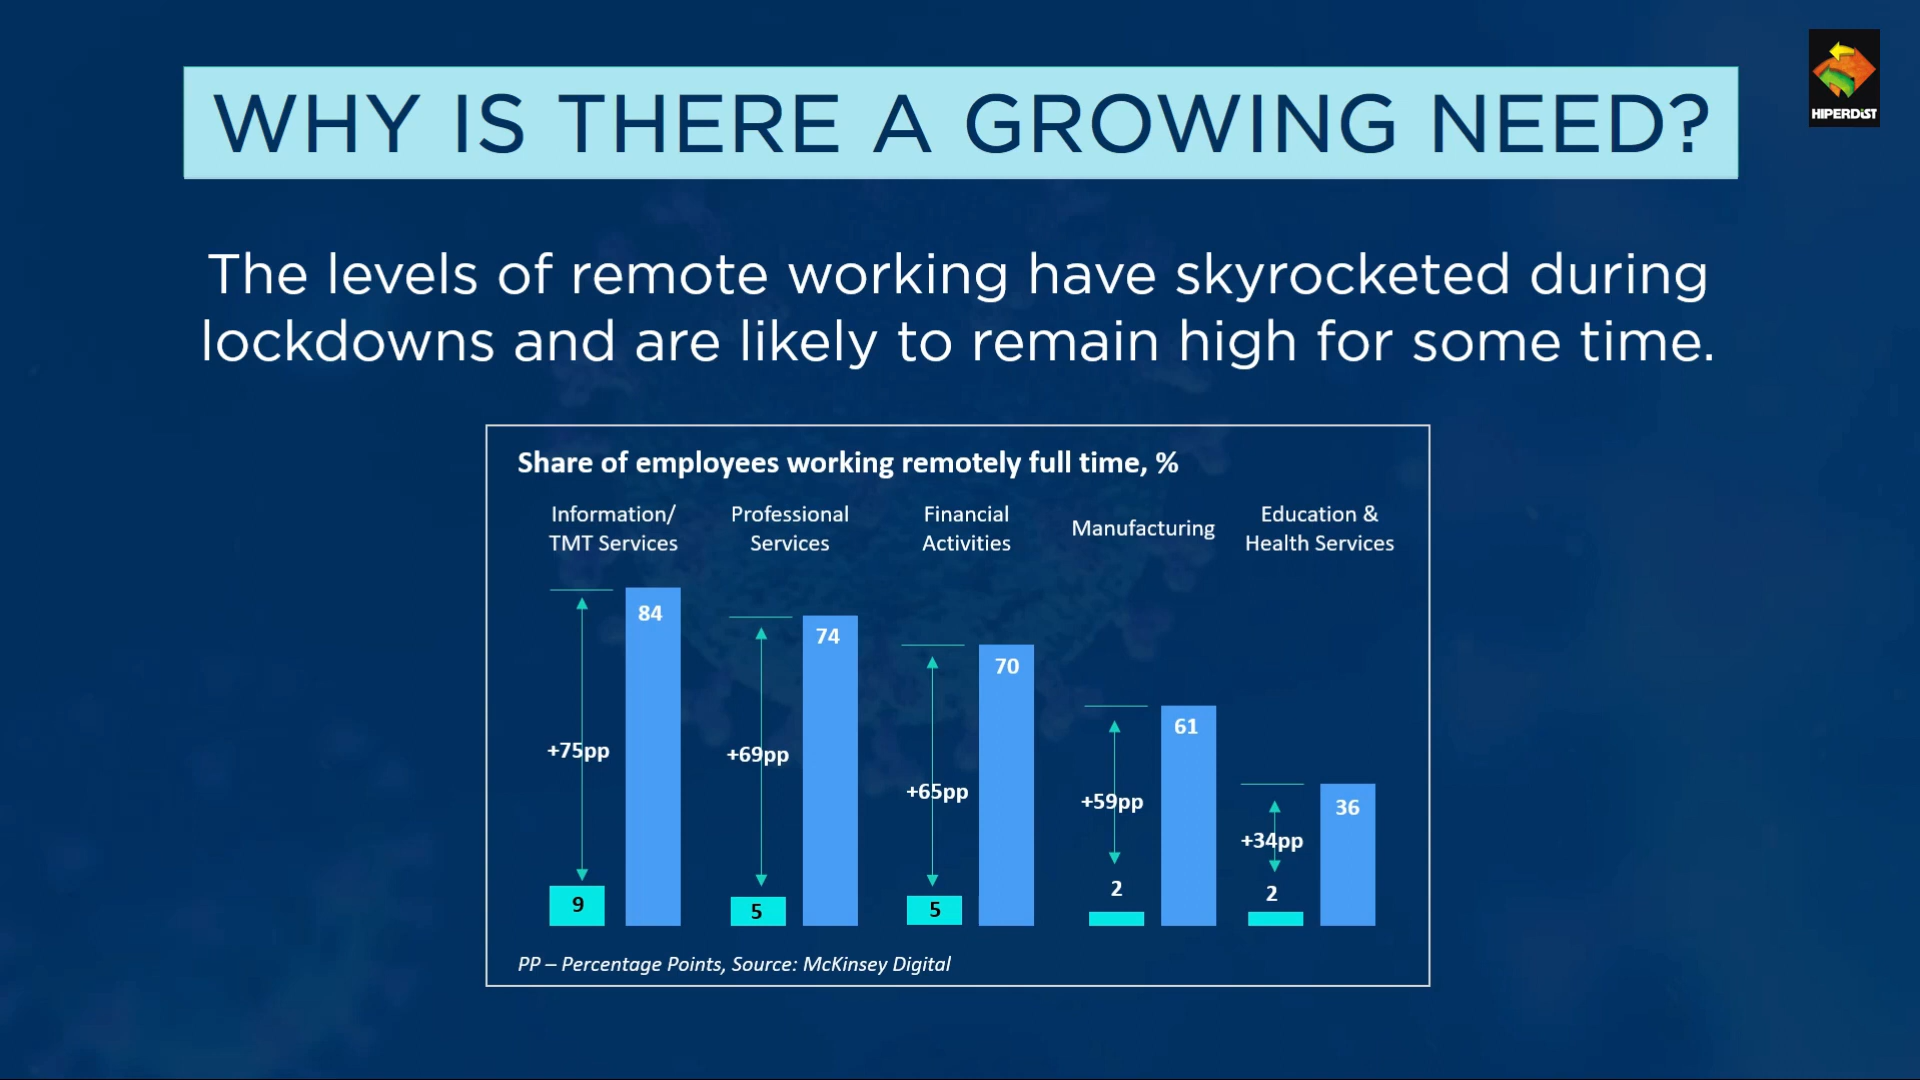 WHY IS THERE A GROWING NEED?
HIPERDIST
The levels of remote working have skyrocketed during
lockdowns and are likely to remain high for some time.
Share of employees working remotely full time, %
Information/
TMT Services
Professional
Services
Financial
Activities
Manufacturing
Education &
Health Services
84
74
70
61
36
+75pp
+69pp
+65pp
+59pp
+34pp
9
5
5
2
2
PP – Percentage Points, Source: McKinsey Digital